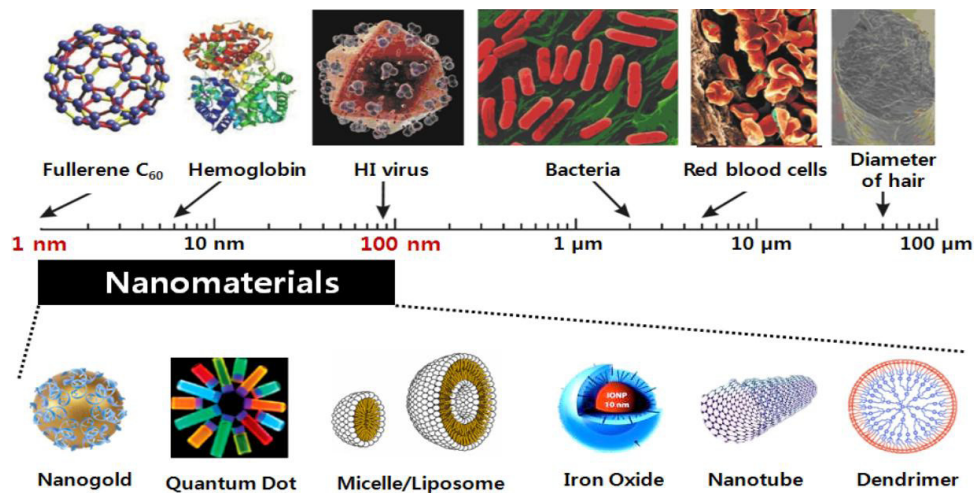 Fullerene C₆₀ Hemoglobin HI virus Bacteria Red blood cells Diameter
of hair
1 nm 10 nm 100 nm 1 µm 10 µm 100 µm
Nanomaterials
IONP
10 nm
Nanogold Quantum Dot Micelle/Liposome Iron Oxide Nanotube Dendrimer